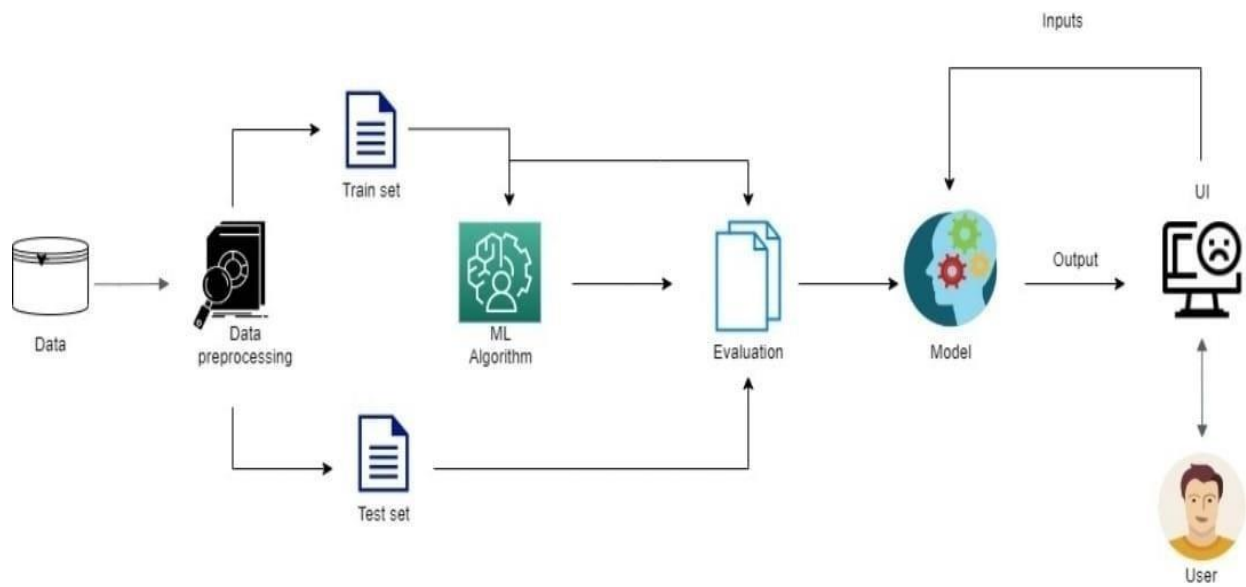 Inputs
Train set
UI
Output
Data
Data
preprocessing
ML
Algorithm
Evaluation
Model
Test set
User